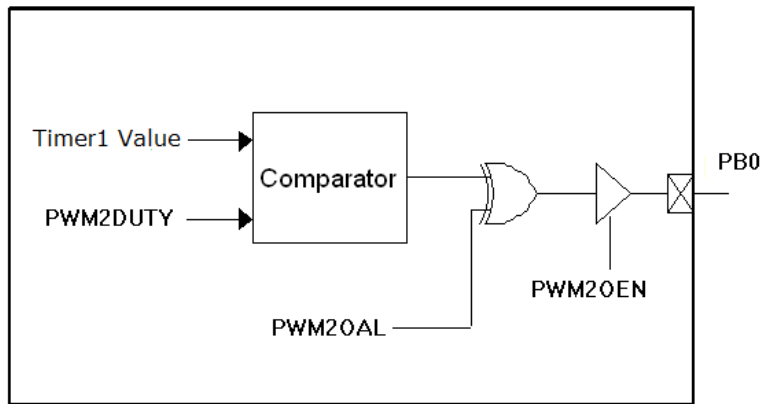 Timer1 Value
PB0
Comparator
PWM2DUTY
PWM2OEN
PWM2OAL